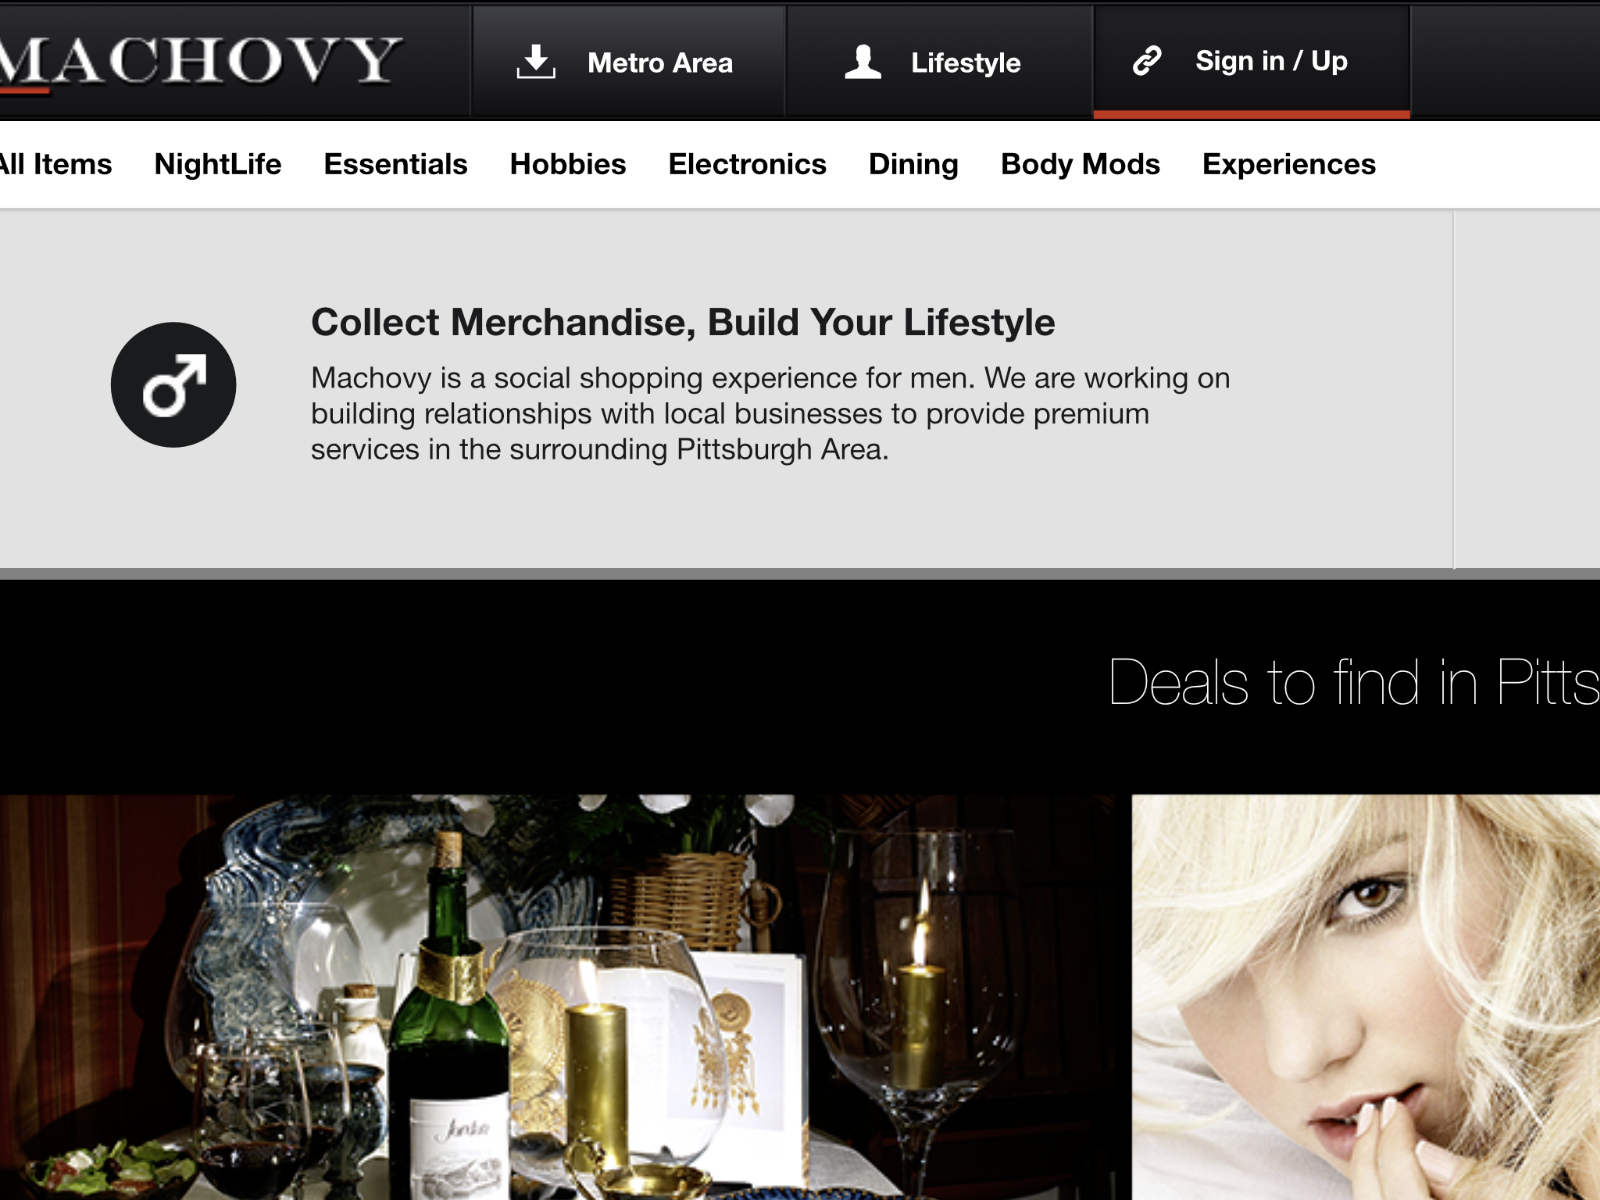 MACHOVY
Metro Area
Lifestyle
Sign in / Up
All Items NightLife Essentials Hobbies Electronics Dining Body Mods Experiences
Collect Merchandise, Build Your Lifestyle
Machovy is a social shopping experience for men. We are working on
building relationships with local businesses to provide premium
services in the surrounding Pittsburgh Area.
Deals to find in Pitts
Jordan